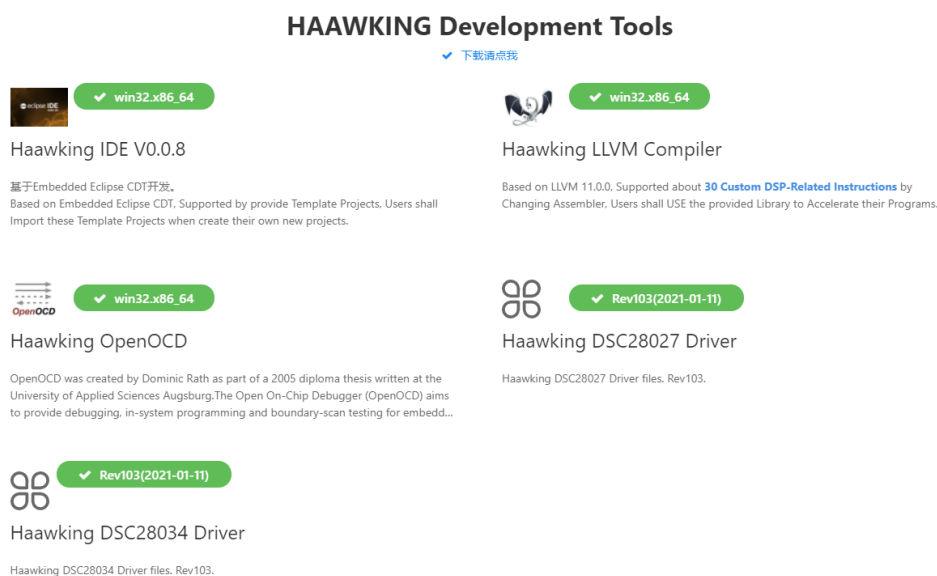 HAAWKING Development Tools
下载请点我
eclipse IDE
win32.x86_64
Haawking IDE V0.0.8
基于Embedded Eclipse CDT开发。
Based on Embedded Eclipse CDT, Supported by provide Template Projects, Users shall
Import these Template Projects when create their own new projects.
win32.x86_64
Haawking LLVM Compiler
Based on LLVM 11.0.0, Supported about 30 Custom DSP-Related Instructions by
Changing Assembler, Users shall USE the provided Library to Accelerate their Programs.
OpenOCD
win32.x86_64
Haawking OpenOCD
OpenOCD was created by Dominic Rath as part of a 2005 diploma thesis written at the
University of Applied Sciences Augsburg.The Open On-Chip Debugger (OpenOCD) aims
to provide debugging, in-system programming and boundary-scan testing for embedd...
Rev103(2021-01-11)
Haawking DSC28027 Driver
Haawking DSC28027 Driver files. Rev103.
Rev103(2021-01-11)
Haawking DSC28034 Driver
Haawking DSC28034 Driver files. Rev103.